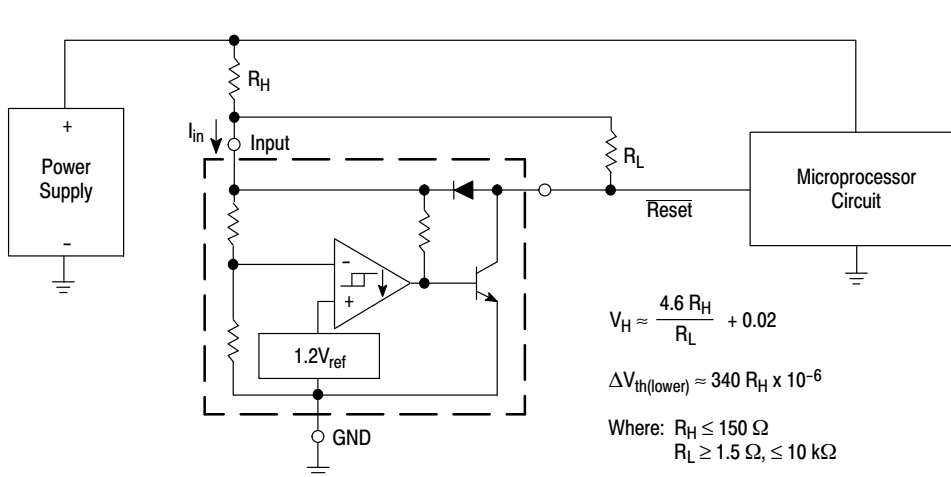 R_H
I_in
Input
+
Power
Supply
–
R_L
Microprocessor
Circuit
Reset
–
+
1.2V_ref
GND
V_H ≈ 4.6 R_H / R_L + 0.02
ΔV_th(lower) ≈ 340 R_H x 10^–6
Where: R_H ≤ 150 Ω
R_L ≥ 1.5 Ω, ≤ 10 kΩ